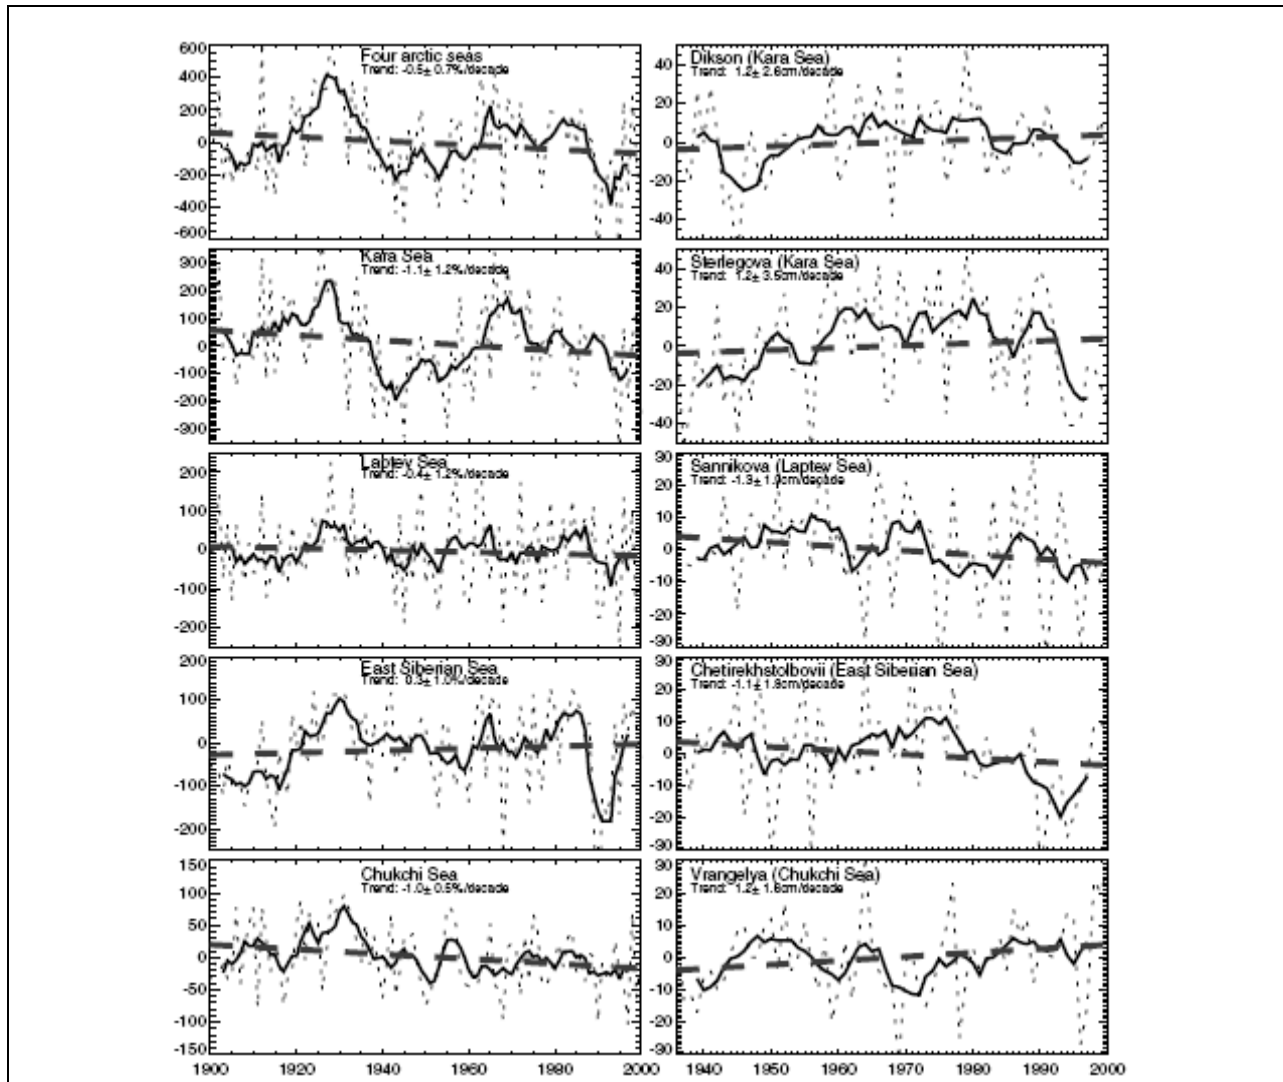 600
400
200
0
-200
-400
-600
Four arctic seas
Trend: -0.5± 0.7%/decade
40
20
0
-20
-40
Dikson (Kara Sea)
Trend: 1.2± 2.6cm/decade
300
200
100
0
-100
-200
-300
Kara Sea
Trend: -1.1± 1.2%/decade
40
20
0
-20
-40
Sterlegova (Kara Sea)
Trend: 1.2± 3.5cm/decade
200
100
0
-100
-200
Laptev Sea
Trend: -0.4± 1.2%/decade
30
20
10
0
-10
-20
-30
Sannikova (Laptev Sea)
Trend: -1.3± cm/decade
200
100
0
-100
-200
East Siberian Sea
Trend: 0.3± 1.0%/decade
30
20
10
0
-10
-20
-30
Chetirekhstolbovii (East Siberian Sea)
Trend: -1.1± cm/decade
150
100
50
0
-50
-100
-150
Chukchi Sea
Trend: -1.0± 0.5%/decade
30
20
10
0
-10
-20
-30
Vrangelya (Chukchi Sea)
Trend: 1.2± cm/decade
1900 1920 1940 1960 1980 2000
1940 1950 1960 1970 1980 1990 2000